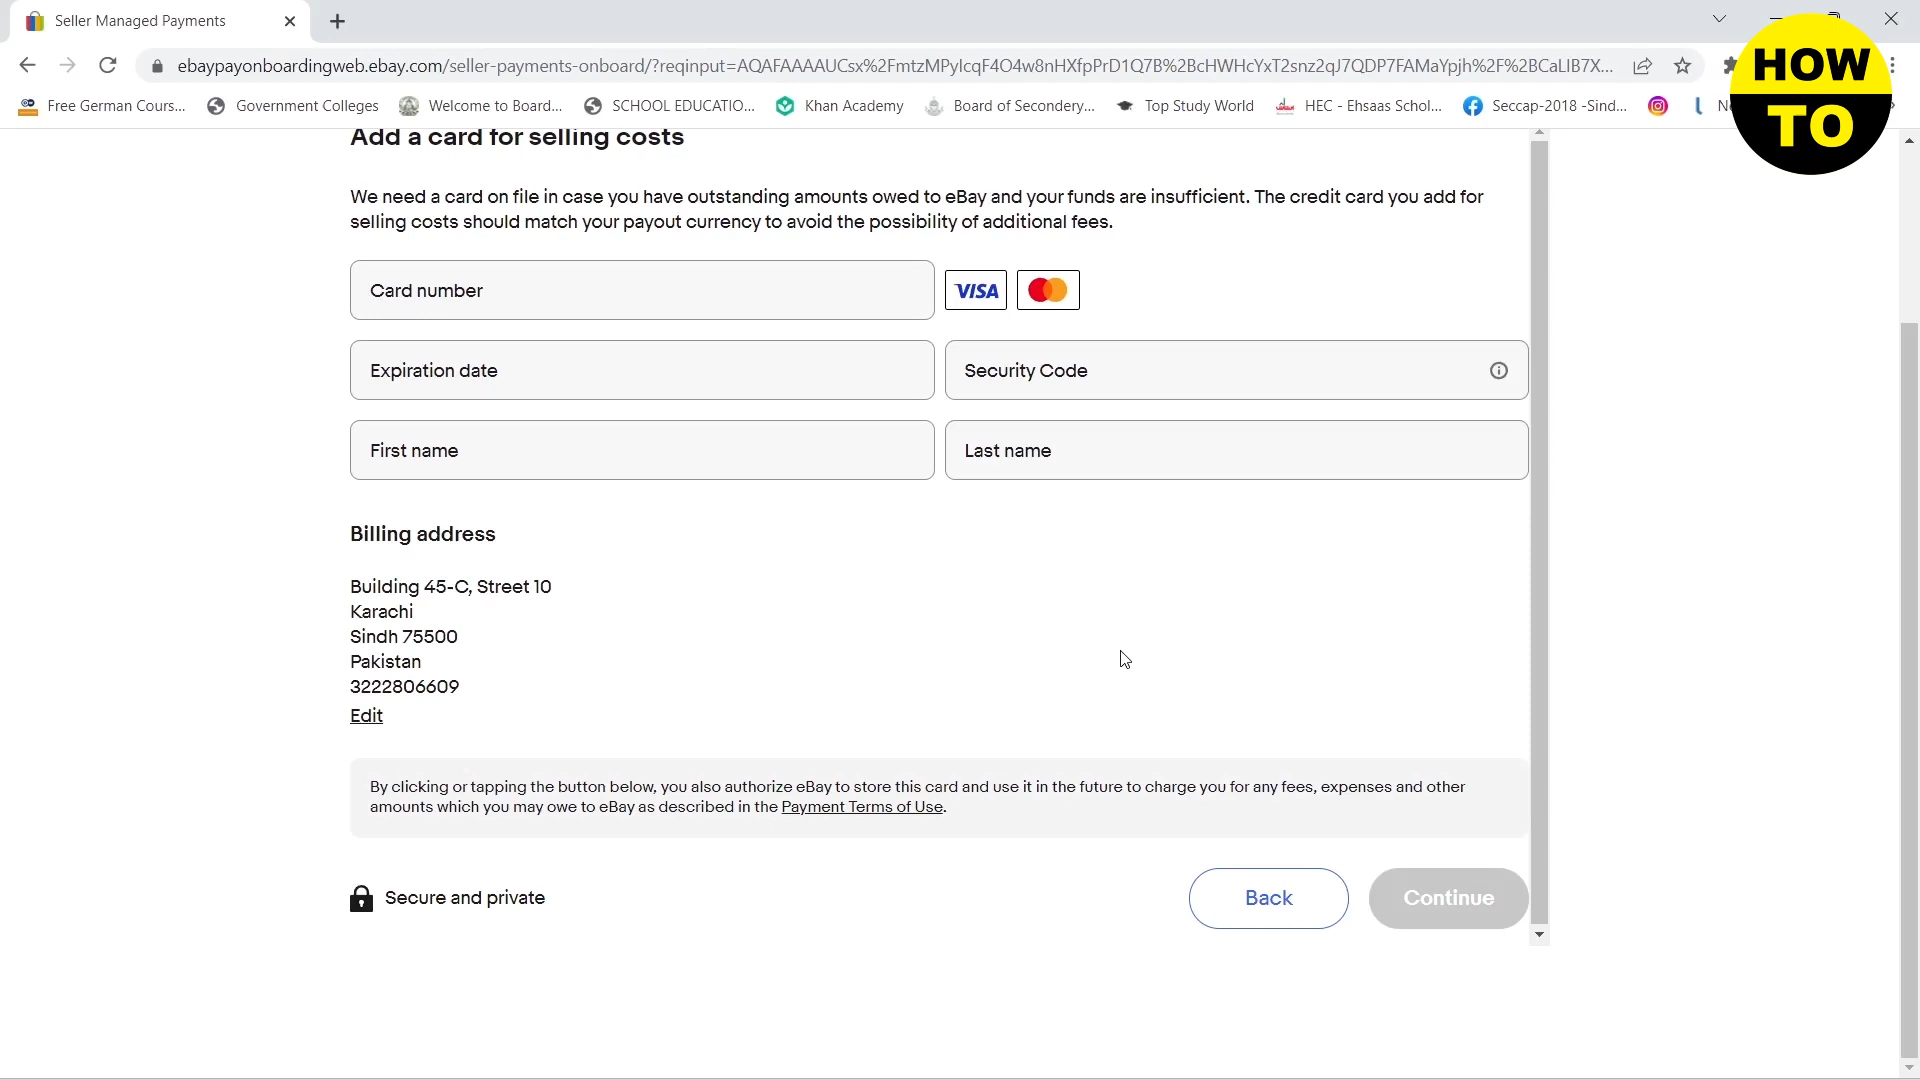 Seller Managed Payments
ebaypayonboardingweb.ebay.com/seller-payments-onboard/?reqinput=AQAFAAAAUCsx%2FmtzMPyIcqF4O4w8nHXfpPrD1Q7B%2BcHWHcYxT2snz2qJ7QDP7FAMaYpjh%2F%2BCaLIB7X...
HOW
TO
Free German Cours...
Government Colleges
Welcome to Board...
SCHOOL EDUCATIO...
Khan Academy
Board of Secondery...
Top Study World
HEC - Ehsaas Schol...
Seccap-2018 -Sind...
Add a card for selling costs
We need a card on file in case you have outstanding amounts owed to eBay and your funds are insufficient. The credit card you add for
selling costs should match your payout currency to avoid the possibility of additional fees.
Card number
VISA
Expiration date
Security Code
First name
Last name
Billing address
Building 45-C, Street 10
Karachi
Sindh 75500
Pakistan
3222806609
Edit
By clicking or tapping the button below, you also authorize eBay to store this card and use it in the future to charge you for any fees, expenses and other
amounts which you may owe to eBay as described in the Payment Terms of Use.
Secure and private
Back
Continue